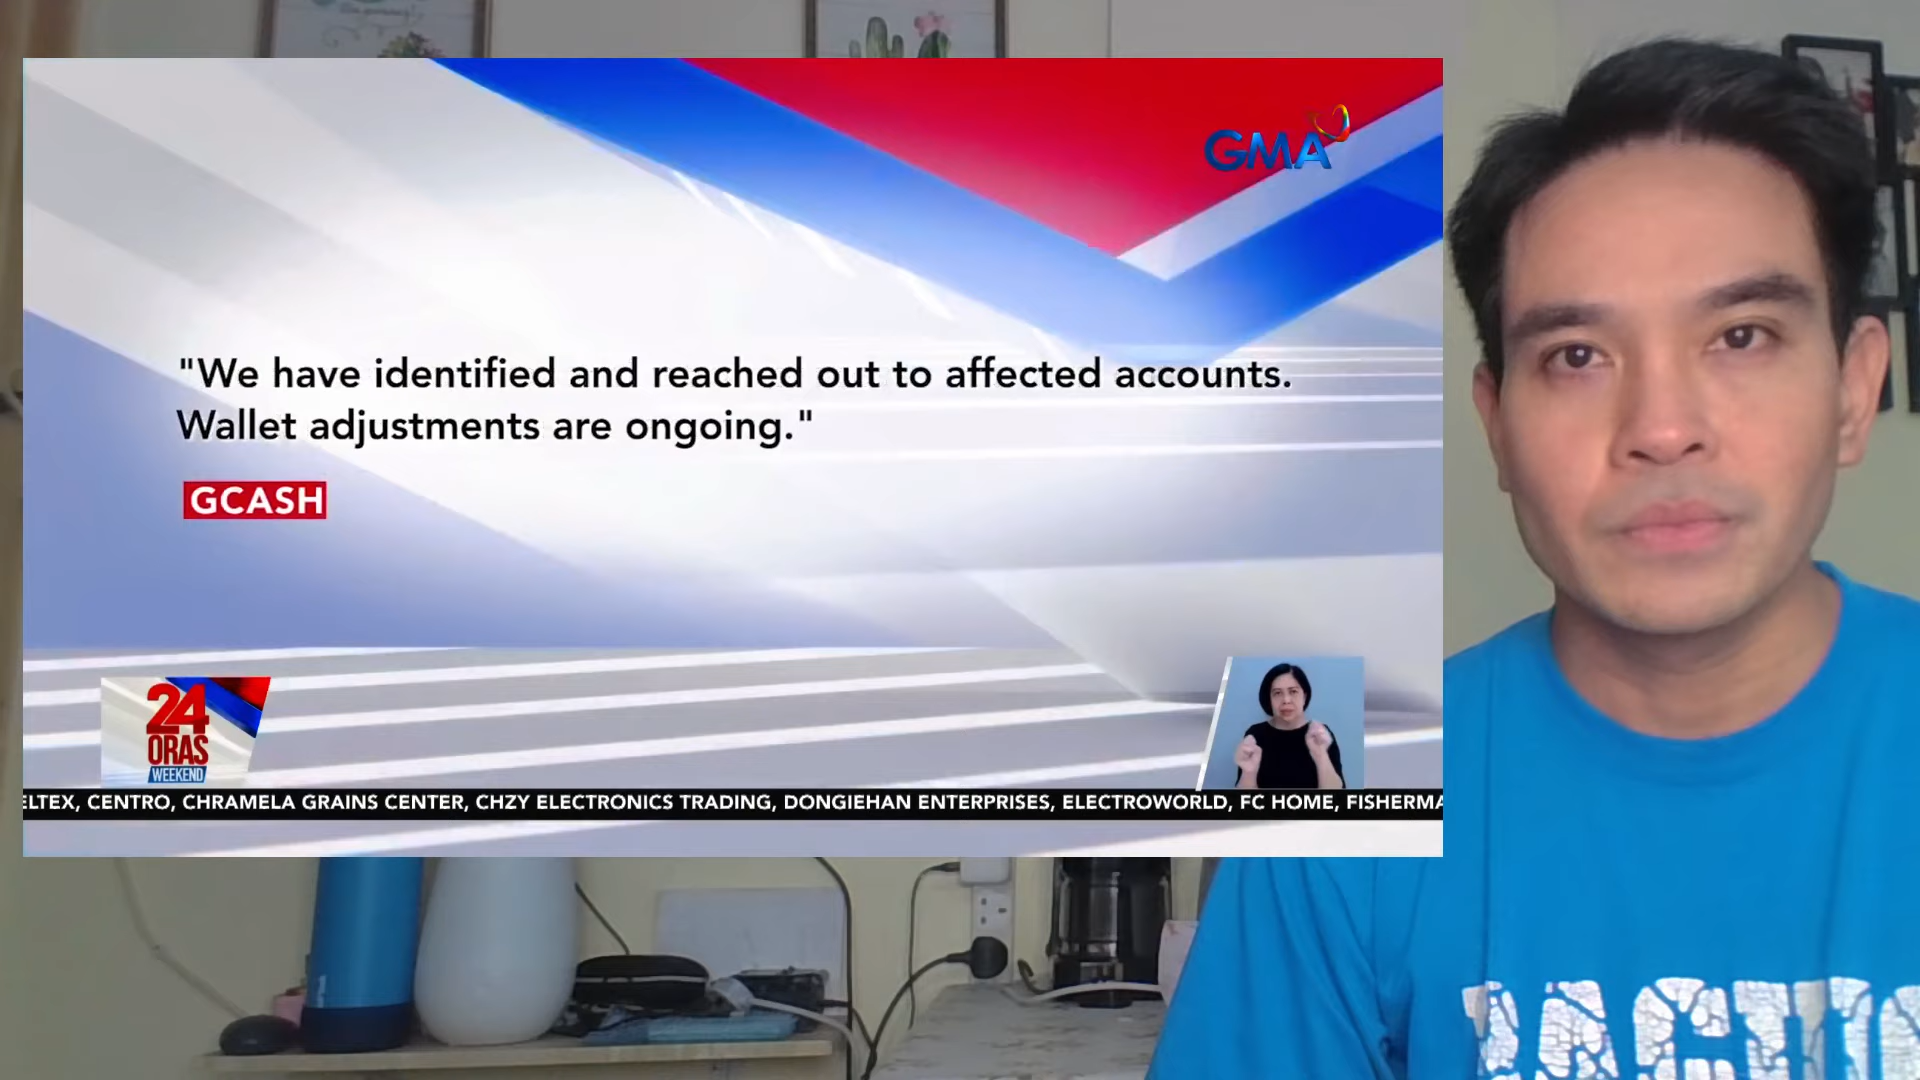 GMA
"We have identified and reached out to affected accounts.
Wallet adjustments are ongoing."
GCASH
24
ORAS
WEEKEND
ELTEX, CENTRO, CHRAMELA GRAINS CENTER, CHZY ELECTRONICS TRADING, DONGIEHAN ENTERPRISES, ELECTROWORLD, FC HOME, FISHERMA